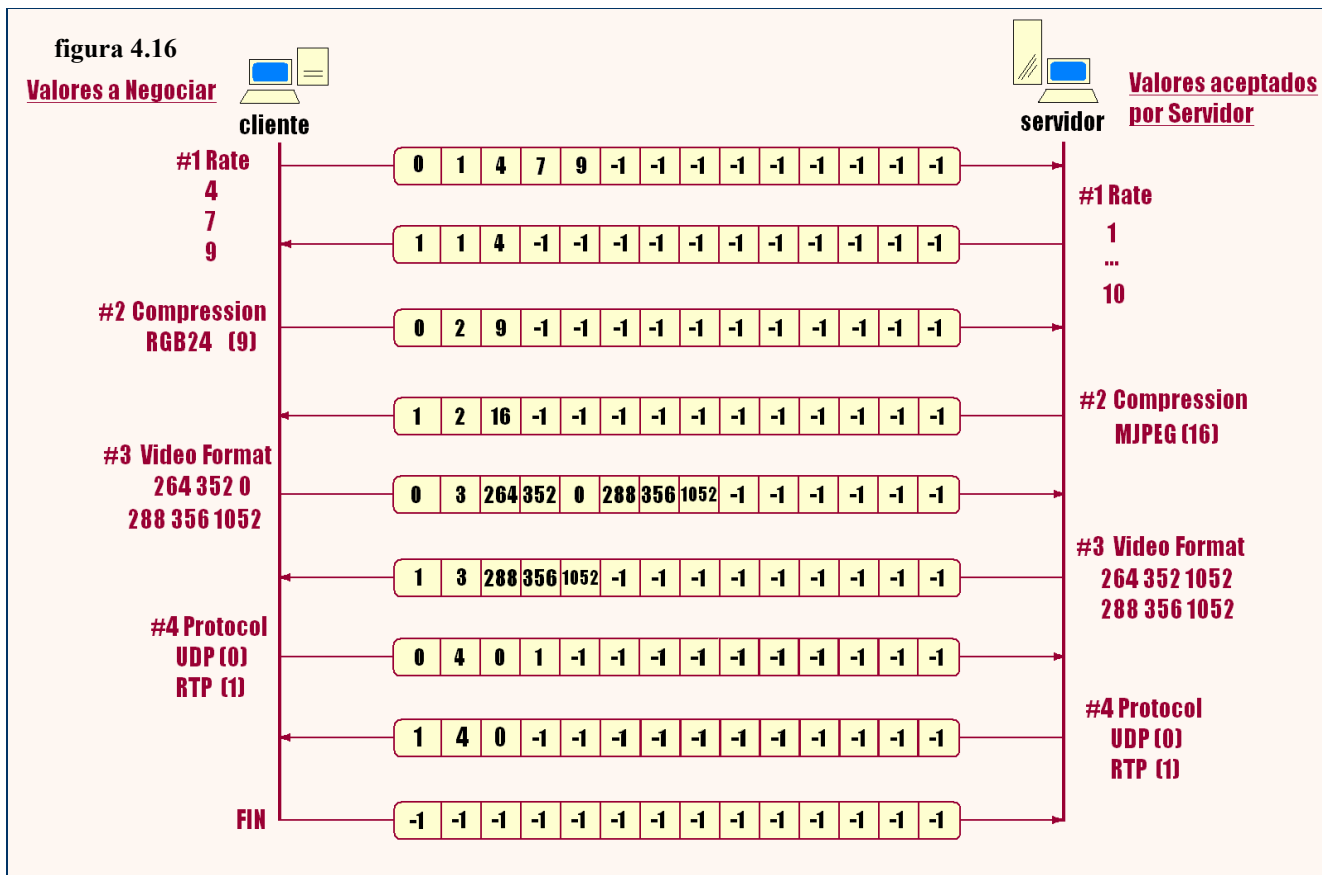 figura 4.16
Valores a Negociar
cliente
servidor
Valores aceptados
por Servidor
#1 Rate
4
7
9
0 1 4 7 9 -1 -1 -1 -1 -1 -1 -1 -1 -1
#1 Rate
1
...
10
1 1 4 -1 -1 -1 -1 -1 -1 -1 -1 -1 -1 -1
#2 Compression
RGB24 (9)
0 2 9 -1 -1 -1 -1 -1 -1 -1 -1 -1 -1 -1
1 2 16 -1 -1 -1 -1 -1 -1 -1 -1 -1 -1 -1
#2 Compression
MJPEG (16)
#3 Video Format
264 352 0
288 356 1052
0 3 264 352 0 288 356 1052 -1 -1 -1 -1 -1 -1
1 3 288 356 1052 -1 -1 -1 -1 -1 -1 -1 -1 -1
#3 Video Format
264 352 1052
288 356 1052
#4 Protocol
UDP (0)
RTP (1)
0 4 0 1 -1 -1 -1 -1 -1 -1 -1 -1 -1 -1
1 4 0 -1 -1 -1 -1 -1 -1 -1 -1 -1 -1 -1
#4 Protocol
UDP (0)
RTP (1)
FIN
-1 -1 -1 -1 -1 -1 -1 -1 -1 -1 -1 -1 -1 -1